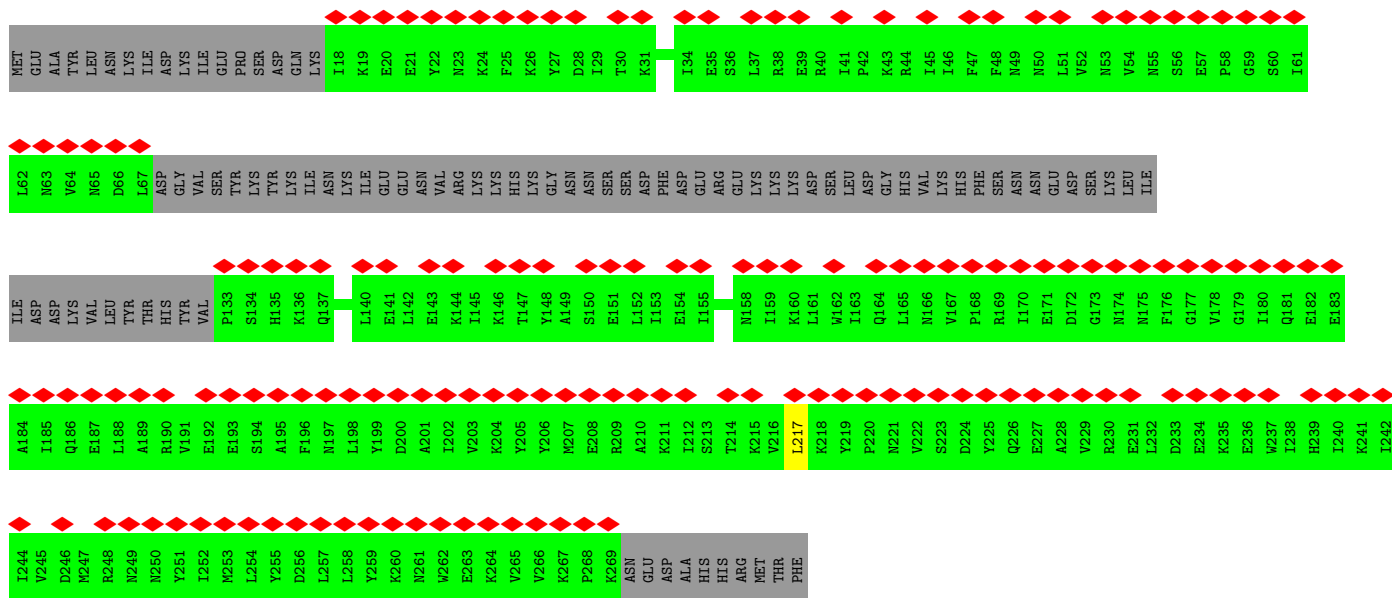 MET GLU ALA TYR LEU ASN LYS ILE ASP LYS ILE GLU PRO SER ASP GLN LYS I18 K19 E20 E21 Y22 N23 K24 F25 K26 Y27 D28 I29 T30 K31 I34 E35 S36 L37 R38 E39 R40 I41 P42 K43 R44 I45 I46 F47 F48 N49 N50 L51 V52 N53 V54 N55 S56 E57 P58 G59 S60 I61
L62 N63 V64 N65 D66 L67 ASP GLY VAL SER TYR LYS TYR LYS ILE ASN LYS ILE GLU GLU ASN VAL ARG LYS LYS HIS LYS GLY ASN ASN SER SER ASP PHE ASP GLU ARG GLU LYS LYS LYS ASP SER LEU ASP GLY HIS VAL LYS HIS PHE SER ASN ASN GLU ASP SER LYS LEU ILE
ILE ASP ASP LYS VAL LEU TYR THR HIS TYR VAL P133 S134 H135 K136 Q137 L140 E141 L142 E143 K144 I145 K146 T147 Y148 A149 S150 E151 L152 I153 E154 I155 N158 I159 K160 L161 W162 I163 Q164 L165 N166 V167 P168 R169 I170 E171 D172 G173 N174 N175 F176 G177 V178 G179 I180 Q181 E182 E183
A184 I185 Q186 E187 L188 A189 R190 V191 E192 E193 S194 A195 F196 N197 L198 Y199 D200 A201 I202 V203 K204 Y205 Y206 M207 E208 R209 A210 K211 I212 S213 T214 K215 V216 L217 K218 Y219 P220 N221 V222 S223 D224 Y225 Q226 E227 A228 V229 R230 E231 L232 D233 E234 K235 E236 W237 I238 H239 I240 K241 I242
I244 V245 D246 M247 R248 N249 N250 Y251 I252 M253 L254 Y255 D256 L257 L258 Y259 K260 N261 W262 E263 K264 V265 V266 K267 P268 K269 ASN GLU ASP ALA HIS HIS ARG MET THR PHE